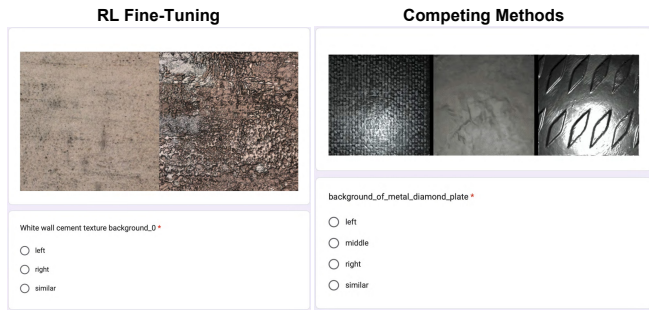 RL Fine-Tuning
White wall cement texture background_0 *
left
right
similar
Competing Methods
background_of_metal_diamond_plate *
left
middle
right
similar